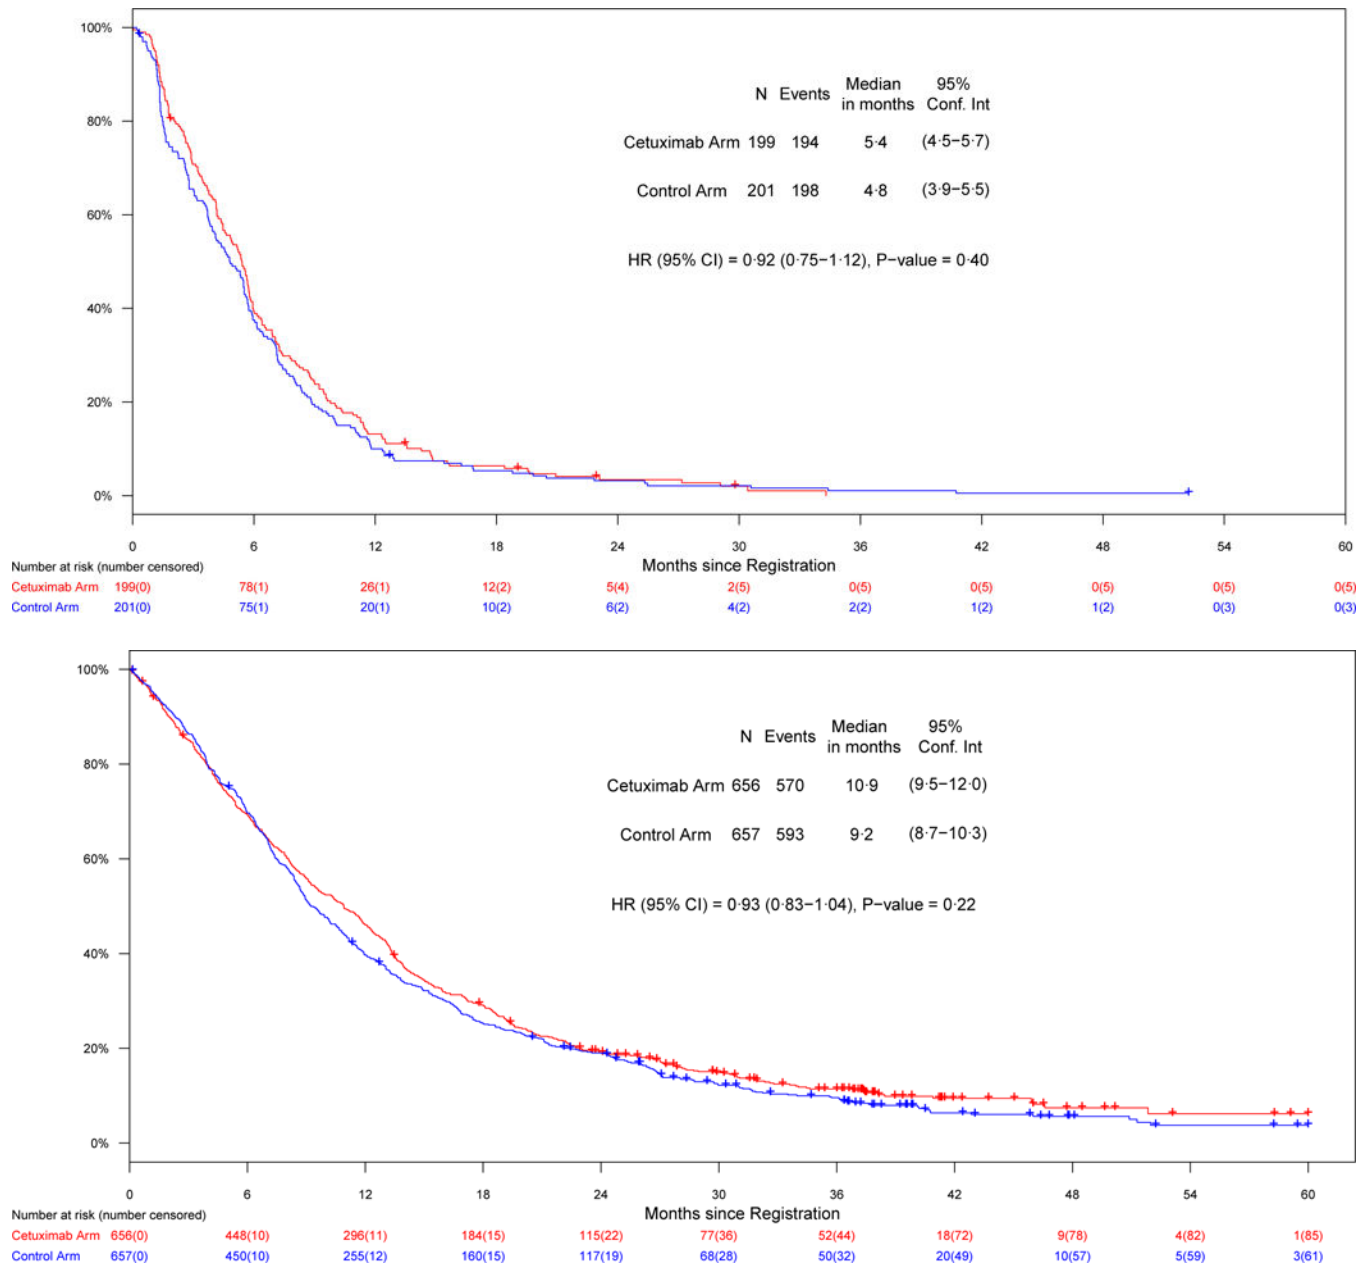 100%
80%
60%
40%
20%
0%
N Events Median in months 95% Conf. Int
Cetuximab Arm 199 194 5·4 (4·5−5·7)
Control Arm 201 198 4·8 (3·9−5·5)
HR (95% CI) = 0·92 (0·75−1·12), P−value = 0·40
0 6 12 18 24 30 36 42 48 54 60
Number at risk (number censored) Months since Registration
Cetuximab Arm 199(0) 78(1) 26(1) 12(2) 5(4) 2(5) 0(5) 0(5) 0(5) 0(5) 0(5)
Control Arm 201(0) 75(1) 20(1) 10(2) 6(2) 4(2) 2(2) 1(2) 1(2) 0(3) 0(3)
100%
80%
60%
40%
20%
0%
N Events Median in months 95% Conf. Int
Cetuximab Arm 656 570 10·9 (9·5−12·0)
Control Arm 657 593 9·2 (8·7−10·3)
HR (95% CI) = 0·93 (0·83−1·04), P−value = 0·22
0 6 12 18 24 30 36 42 48 54 60
Number at risk (number censored) Months since Registration
Cetuximab Arm 656(0) 448(10) 296(11) 184(15) 115(22) 77(36) 52(44) 18(72) 9(78) 4(82) 1(85)
Control Arm 657(0) 450(10) 255(12) 160(15) 117(19) 68(28) 50(32) 20(49) 10(57) 5(59) 3(61)